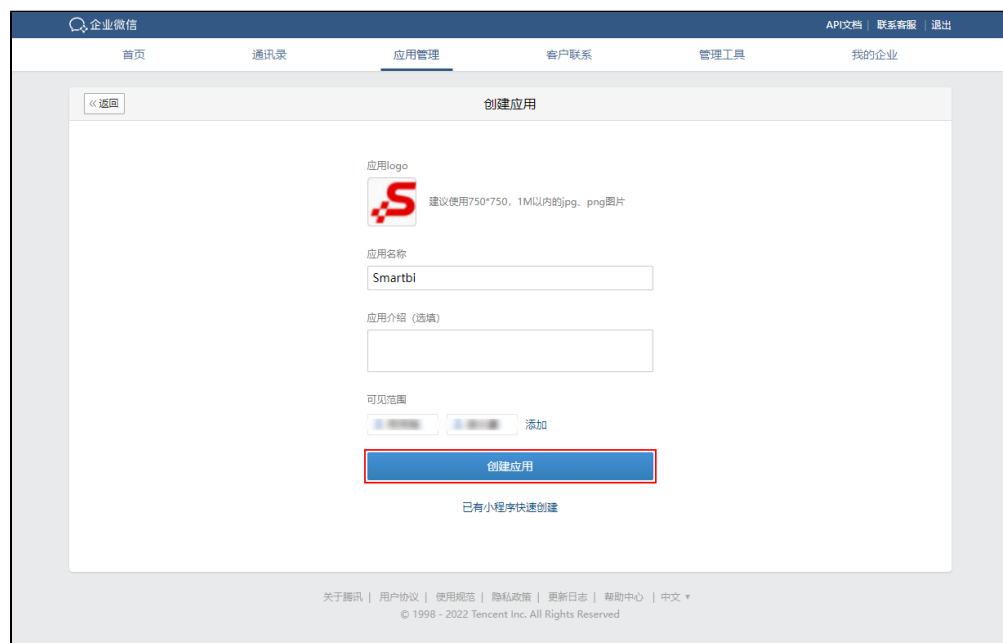 企业微信
API文档 | 联系客服 | 退出
首页 通讯录 应用管理 客户联系 管理工具 我的企业
《返回
创建应用
应用logo
建议使用750*750，1M以内的jpg、png图片
应用名称
Smartbi
应用介绍（选填）
可见范围
添加
创建应用
已有小程序快速创建
关于腾讯 | 用户协议 | 使用规范 | 隐私政策 | 更新日志 | 帮助中心 | 中文 ▾
© 1998 - 2022 Tencent Inc. All Rights Reserved